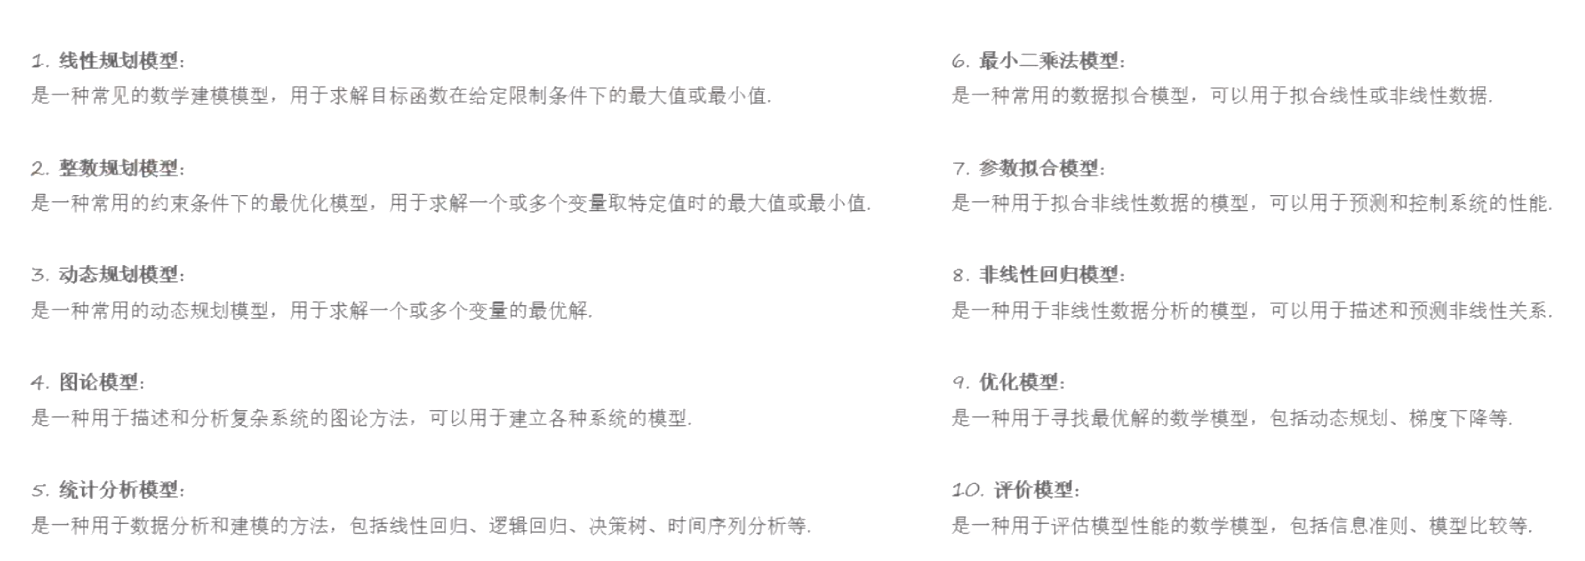 1. 线性规划模型:
是一种常见的数学建模模型，用于求解目标函数在给定限制条件下的最大值或最小值.
2. 整数规划模型:
是一种常用的约束条件下的最优化模型，用于求解一个或多个变量取特定值时的最大值或最小值.
3. 动态规划模型:
是一种常用的动态规划模型，用于求解一个或多个变量的最优解.
4. 图论模型:
是一种用于描述和分析复杂系统的图论方法，可以用于建立各种系统的模型.
5. 统计分析模型:
是一种用于数据分析和建模的方法，包括线性回归、逻辑回归、决策树、时间序列分析等.
6. 最小二乘法模型:
是一种常用的数据拟合模型，可以用于拟合线性或非线性数据.
7. 参数拟合模型:
是一种用于拟合非线性数据的模型，可以用于预测和控制系统的性能.
8. 非线性回归模型:
是一种用于非线性数据分析的模型，可以用于描述和预测非线性关系.
9. 优化模型:
是一种用于寻找最优解的数学模型，包括动态规划、梯度下降等.
10. 评价模型:
是一种用于评估模型性能的数学模型，包括信息准则、模型比较等.